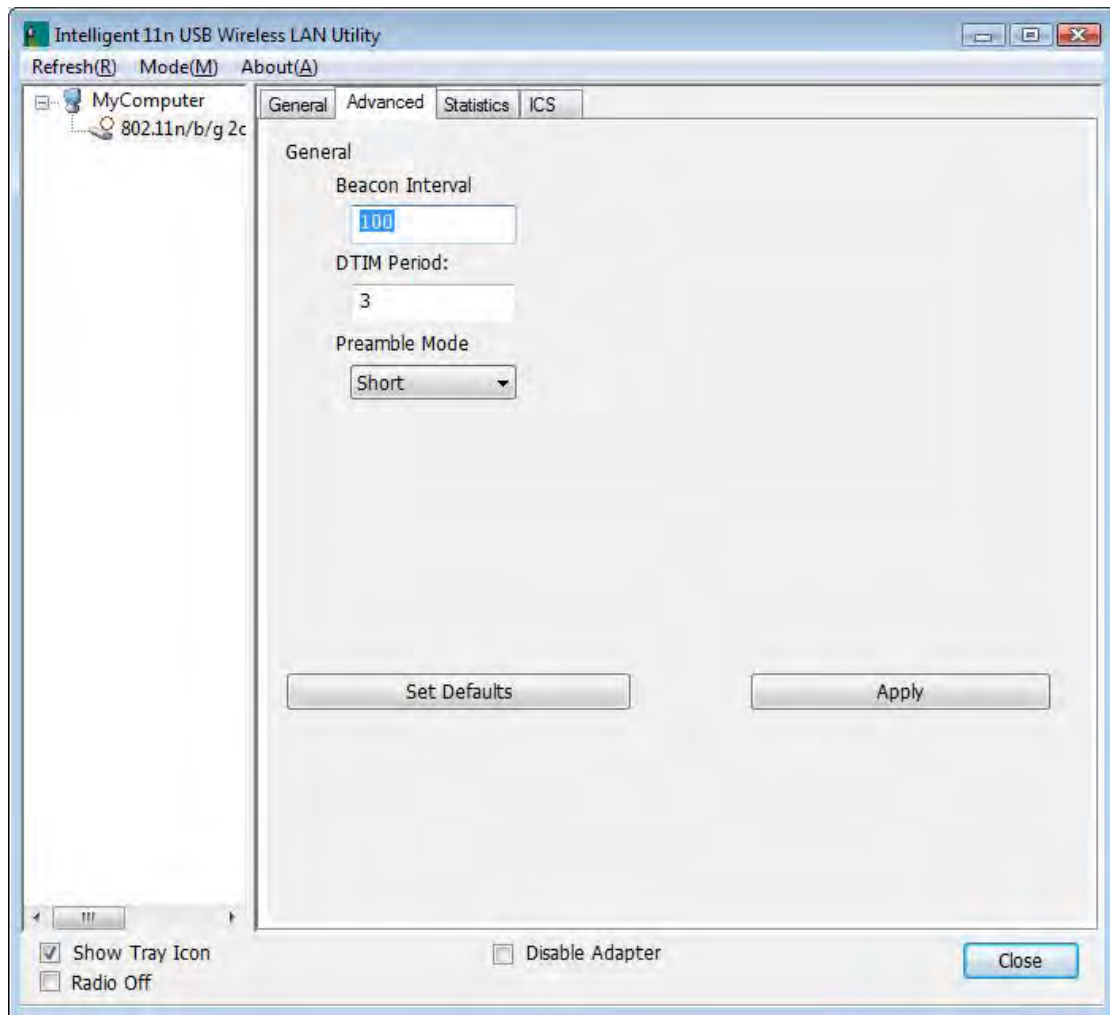 Intelligent 11n USB Wireless LAN Utility
Refresh(R) Mode(M) About(A)
MyComputer
802.11n/b/g 2c
General Advanced Statistics ICS
General
Beacon Interval
100
DTIM Period:
3
Preamble Mode
Short
Set Defaults Apply
Show Tray Icon
Radio Off
Disable Adapter
Close